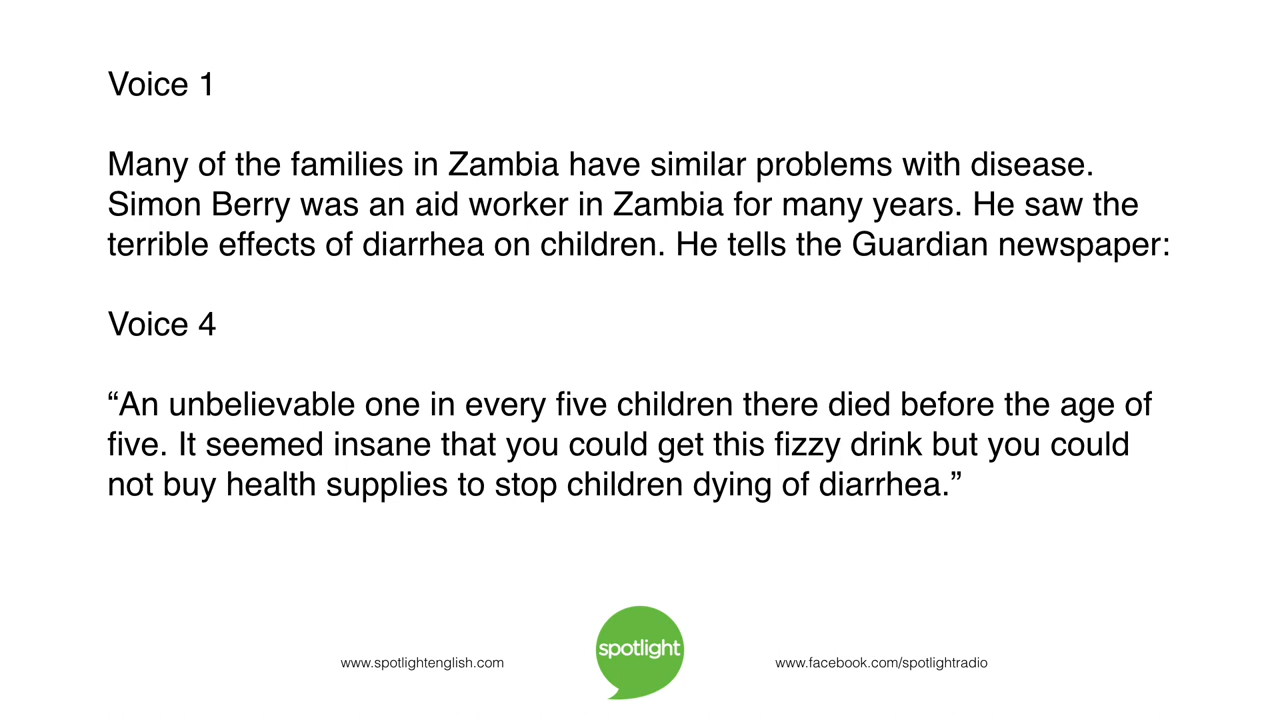 Voice 1
Many of the families in Zambia have similar problems with disease.
Simon Berry was an aid worker in Zambia for many years. He saw the
terrible effects of diarrhea on children. He tells the Guardian newspaper:
Voice 4
“An unbelievable one in every five children there died before the age of
five. It seemed insane that you could get this fizzy drink but you could
not buy health supplies to stop children dying of diarrhea.”
www.spotlightenglish.com
spotlight
www.facebook.com/spotlightradio